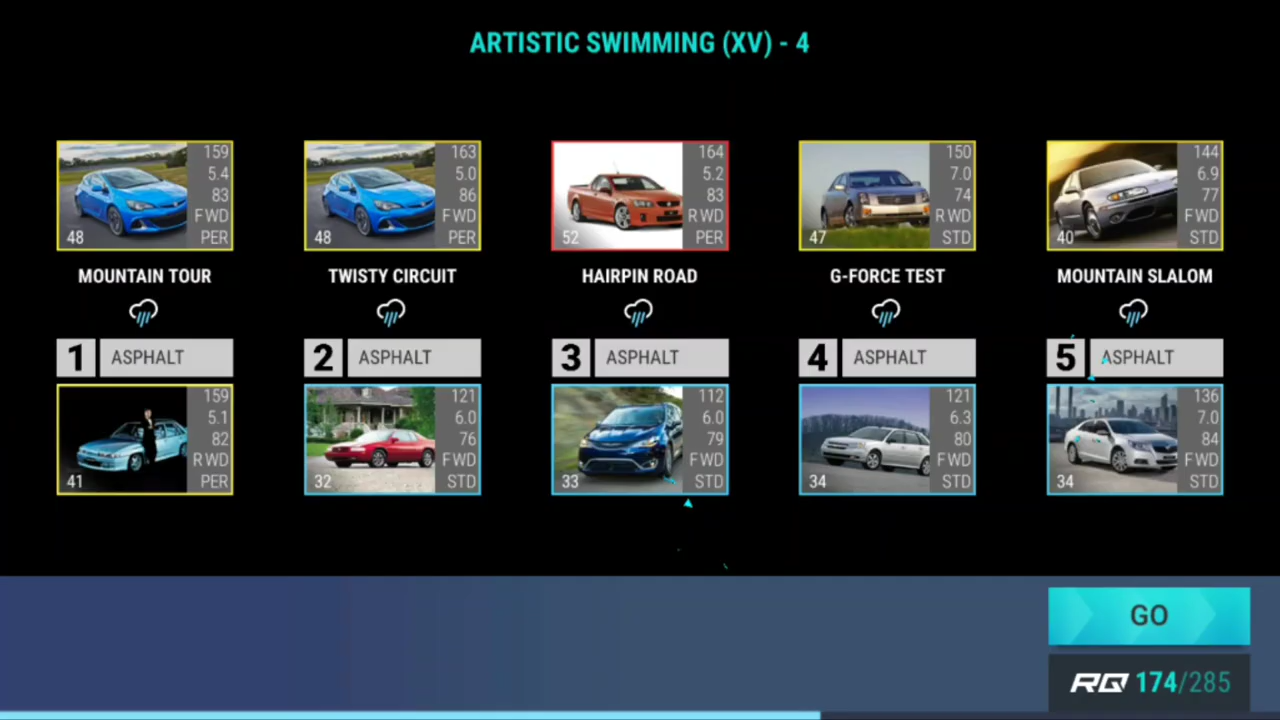 ARTISTIC SWIMMING (XV) - 4
48 159 5.4 83 FWD PER
48 163 5.0 86 FWD PER
52 164 5.2 83 RWD PER
47 150 7.0 74 RWD STD
40 144 6.9 77 FWD STD
MOUNTAIN TOUR
TWISTY CIRCUIT
HAIRPIN ROAD
G-FORCE TEST
MOUNTAIN SLALOM
1 ASPHALT
2 ASPHALT
3 ASPHALT
4 ASPHALT
5 ASPHALT
41 159 5.1 82 RWD PER
32 121 6.0 76 FWD STD
33 112 6.0 79 FWD STD
34 121 6.3 80 FWD STD
34 136 7.0 84 FWD STD
GO
RQ 174/285